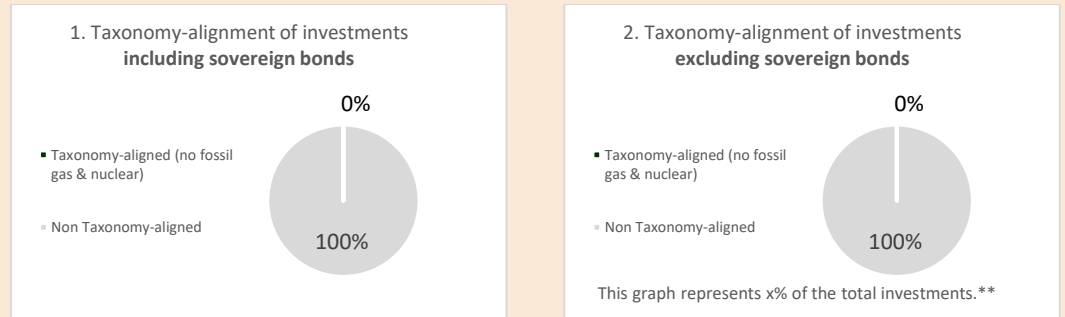 1. Taxonomy-alignment of investments
including sovereign bonds
0%
Taxonomy-aligned (no fossil
gas & nuclear)
Non Taxonomy-aligned
100%
2. Taxonomy-alignment of investments
excluding sovereign bonds
0%
Taxonomy-aligned (no fossil
gas & nuclear)
Non Taxonomy-aligned
100%
This graph represents x% of the total investments.**